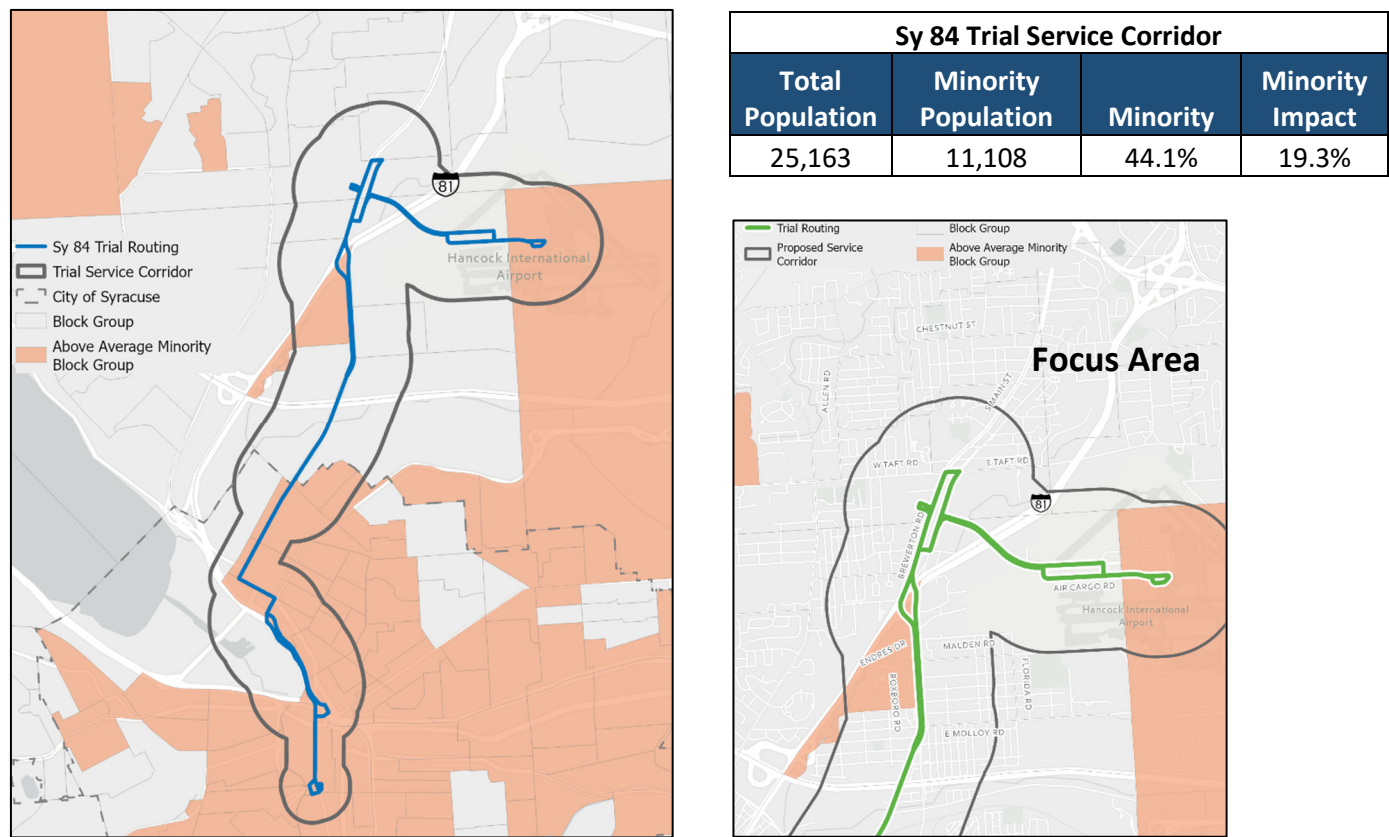 81
Hancock International
Airport
Sy 84 Trial Routing
Trial Service Corridor
City of Syracuse
Block Group
Above Average Minority
Block Group
Sy 84 Trial Service Corridor
Total
Population
Minority
Population
Minority
Minority
Impact
25,163
11,108
44.1%
19.3%
Trial Routing
Block Group
Proposed Service
Corridor
Above Average Minority
Block Group
CHESTNUT ST
Focus Area
ALLEN RD
S MAIN ST
W TAFT RD
E TAFT RD
81
BREWERTON RD
AIR CARGO RD
Hancock International
Airport
ENDRES DR
MALDEN RD
ROXBORO RD
FLORIDA RD
E MOLLOY RD